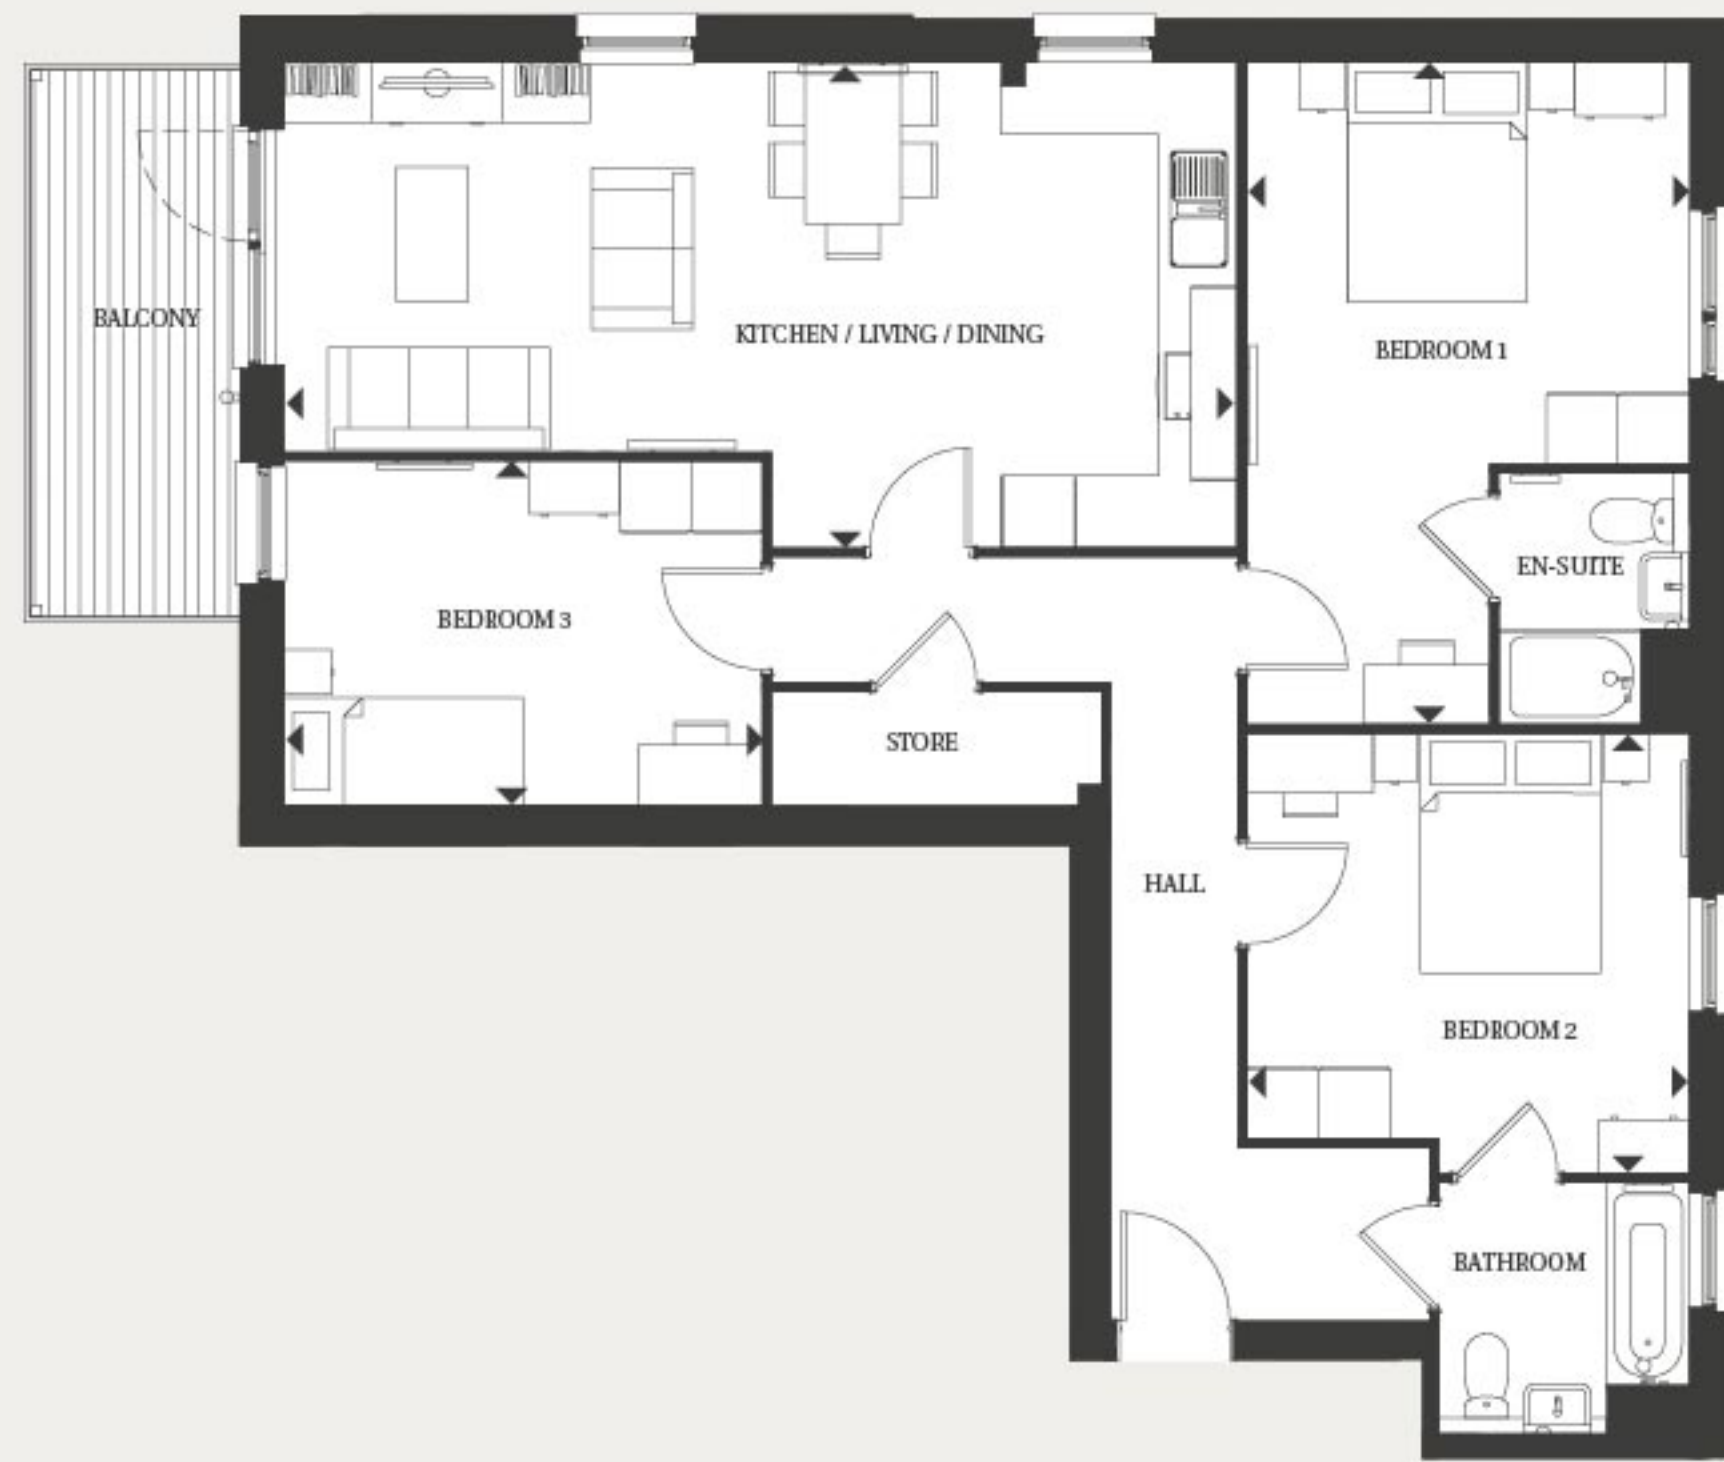 BALCONY
KITCHEN / LIVING / DINING
BEDROOM 1
EN-SUITE
BEDROOM 3
STORE
HALL
BEDROOM 2
BATHROOM